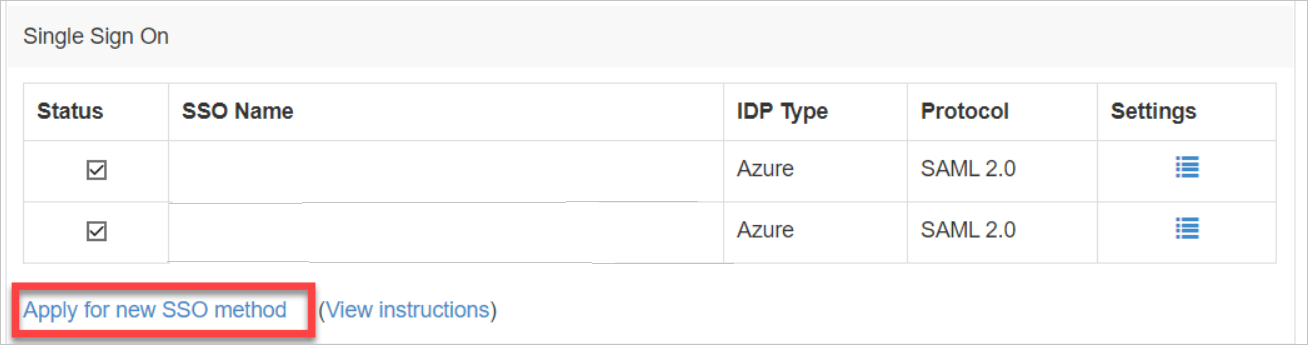 Single Sign On
Status SSO Name IDP Type Protocol Settings
Azure SAML 2.0
Azure SAML 2.0
Apply for new SSO method (View instructions)